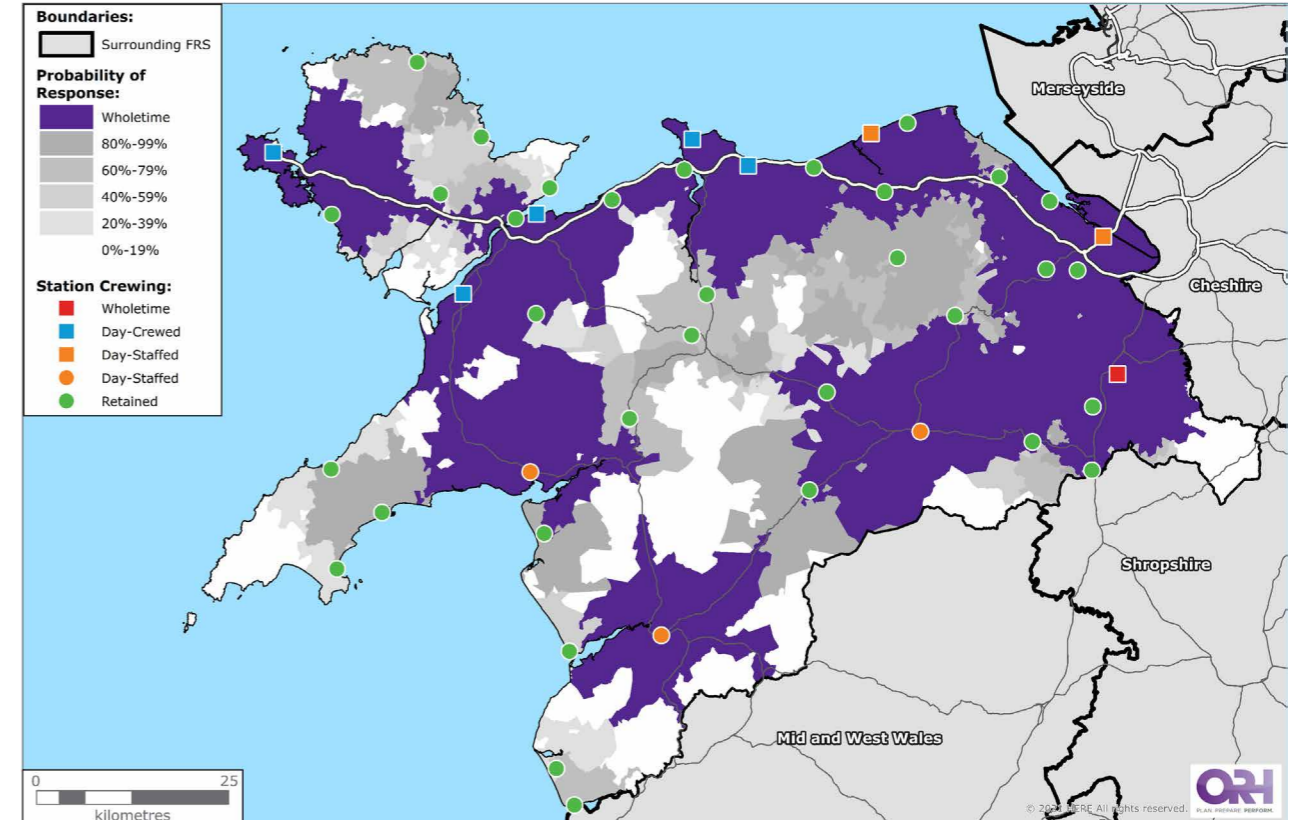 Boundaries:
Surrounding FRS
Probability of
Response:
Wholetime
80%-99%
60%-79%
40%-59%
20%-39%
0%-19%
Station Crewing:
Wholetime
Day-Crewed
Day-Staffed
Day-Staffed
Retained
Merseyside
Cheshire
Shropshire
Mid and West Wales
0 25
kilometres
HERE All rights reserved.
ORH
PLAN. PREPARE. PERFORM.